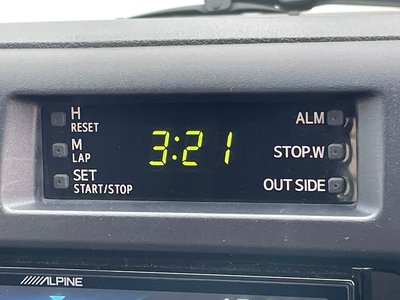 H
RESET
ALM
M
LAP
3:21
STOP.W
SET
START/STOP
OUT SIDE
ALPINE